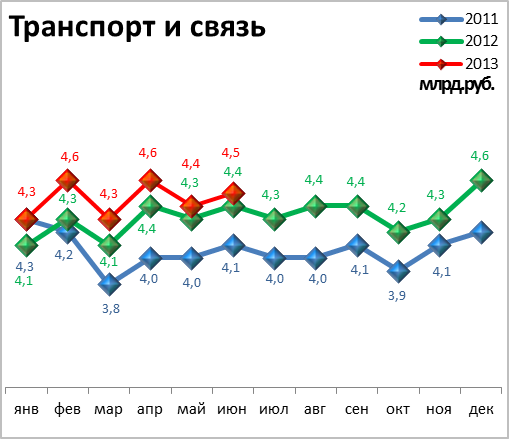 Транспорт и связь
2011
2012
2013
млрд.руб.
4,3 4,6 4,3 4,6 4,4 4,5
4,1 4,3 4,1 4,4 4,3 4,4 4,3 4,4 4,4 4,2 4,3 4,6
4,3 4,2 3,8 4,0 4,0 4,1 4,0 4,0 4,1 3,9 4,1
янв фев мар апр май июн июл авг сен окт ноя дек